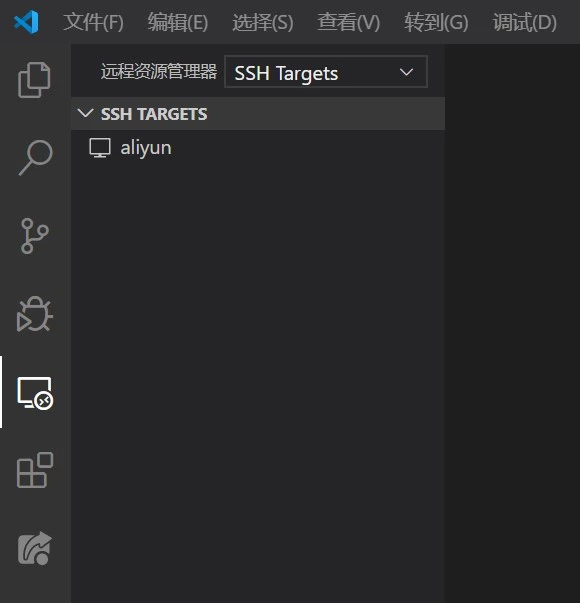 文件(F) 编辑(E) 选择(S) 查看(V) 转到(G) 调试(D)
远程资源管理器 SSH Targets
SSH TARGETS
aliyun